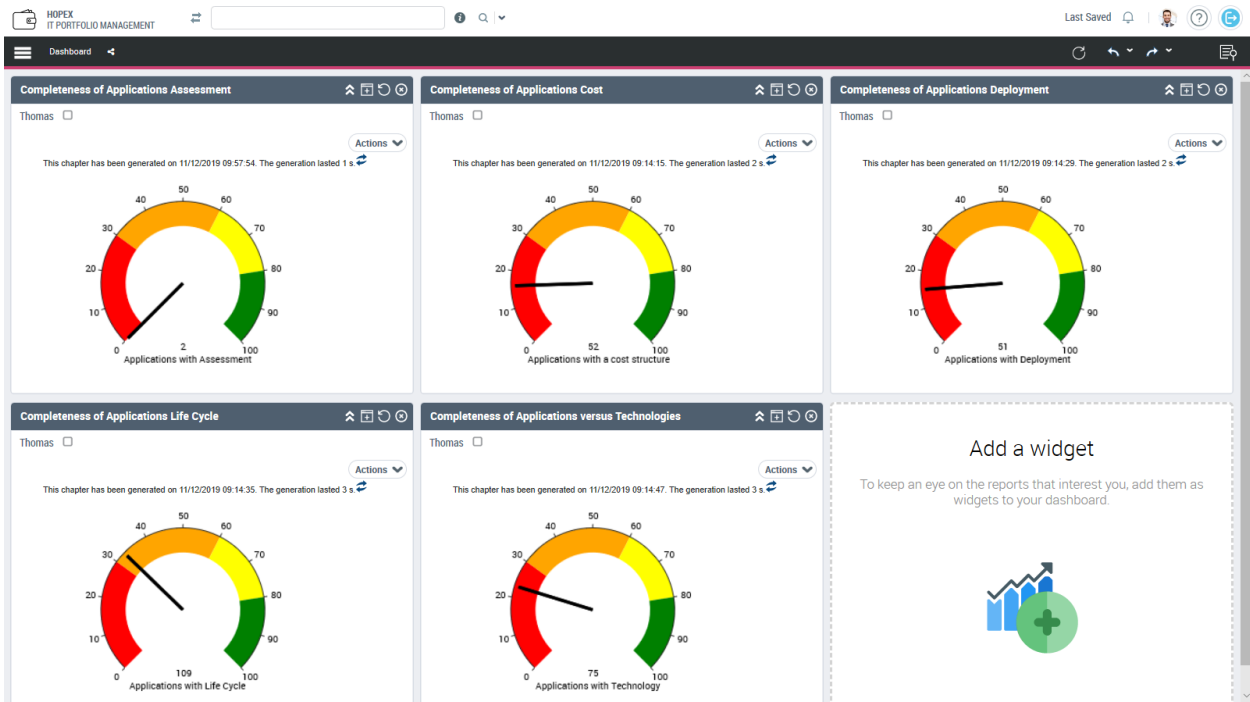 HOPEX
IT PORTFOLIO MANAGEMENT
Last Saved
Dashboard
Completeness of Applications Assessment
Thomas
Actions
This chapter has been generated on 11/12/2019 09:57:54. The generation lasted 1 s.
0
10
20
30
40
50
60
70
80
90
100
2
Applications with Assessment
Completeness of Applications Cost
Thomas
Actions
This chapter has been generated on 11/12/2019 09:14:15. The generation lasted 2 s.
0
10
20
30
40
50
60
70
80
90
100
52
Applications with a cost structure
Completeness of Applications Deployment
Thomas
Actions
This chapter has been generated on 11/12/2019 09:14:29. The generation lasted 2 s.
0
10
20
30
40
50
60
70
80
90
100
51
Applications with Deployment
Completeness of Applications Life Cycle
Thomas
Actions
This chapter has been generated on 11/12/2019 09:14:35. The generation lasted 3 s.
0
10
20
30
40
50
60
70
80
90
100
109
Applications with Life Cycle
Completeness of Applications versus Technologies
Thomas
Actions
This chapter has been generated on 11/12/2019 09:14:47. The generation lasted 3 s.
0
10
20
30
40
50
60
70
80
90
100
75
Applications with Technology
Add a widget
To keep an eye on the reports that interest you, add them as
widgets to your dashboard.